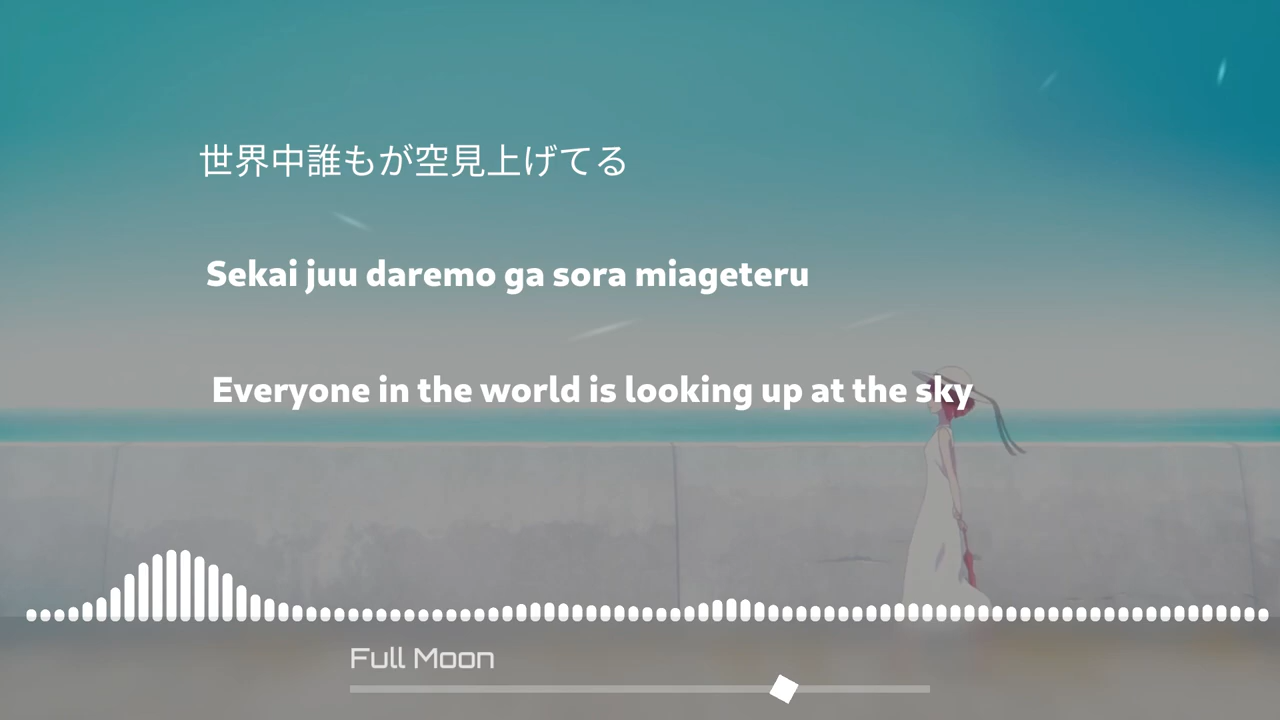 世界中誰もが空見上げてる
Sekai juu daremo ga sora miageteru
Everyone in the world is looking up at the sky
Full Moon